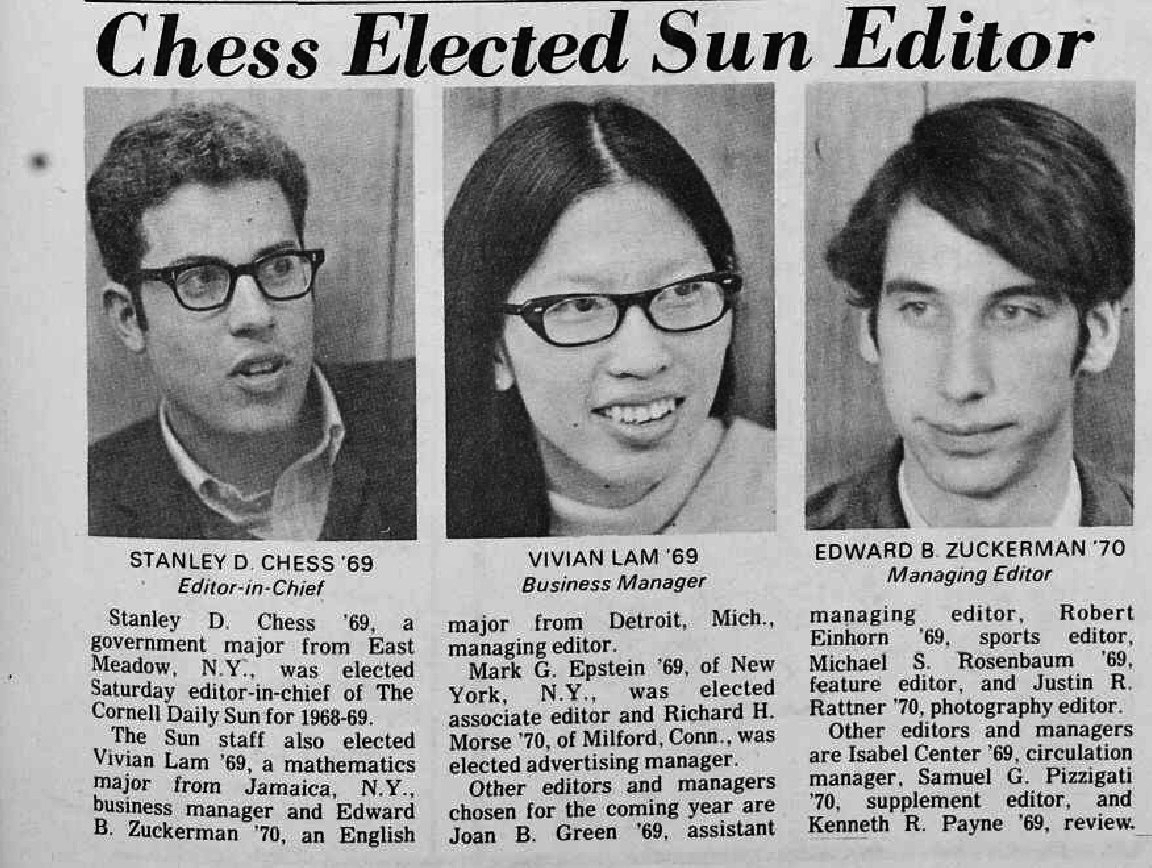 Chess Elected Sun Editor
STANLEY D. CHESS '69
Editor-in-Chief
VIVIAN LAM '69
Business Manager
EDWARD B. ZUCKERMAN '70
Managing Editor
Stanley D. Chess '69, a
government major from East
Meadow, N.Y., was elected
Saturday editor-in-chief of The
Cornell Daily Sun for 1968-69.
The Sun staff also elected
Vivian Lam '69, a mathematics
major from Jamaica, N.Y.,
business manager and Edward
B. Zuckerman '70, an English
major from Detroit, Mich.,
managing editor.
Mark G. Epstein '69, of New
York, N.Y., was elected
associate editor and Richard H.
Morse '70, of Milford, Conn., was
elected advertising manager.
Other editors and managers
chosen for the coming year are
Joan B. Green '69, assistant
managing editor, Robert
Einhorn '69, sports editor,
Michael S. Rosenbaum '69,
feature editor, and Justin R.
Rattner '70, photography editor.
Other editors and managers
are Isabel Center '69, circulation
manager, Samuel G. Pizzigati
'70, supplement editor, and
Kenneth R. Payne '69, review.